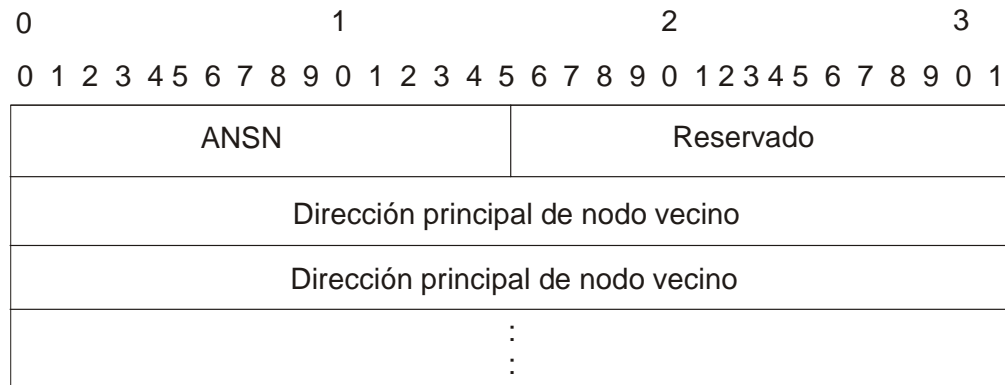 0 1 2 3
0 1 2 3 4 5 6 7 8 9 0 1 2 3 4 5 6 7 8 9 0 1 2 3 4 5 6 7 8 9 0 1
ANSN Reservado
Dirección principal de nodo vecino
Dirección principal de nodo vecino
:
: